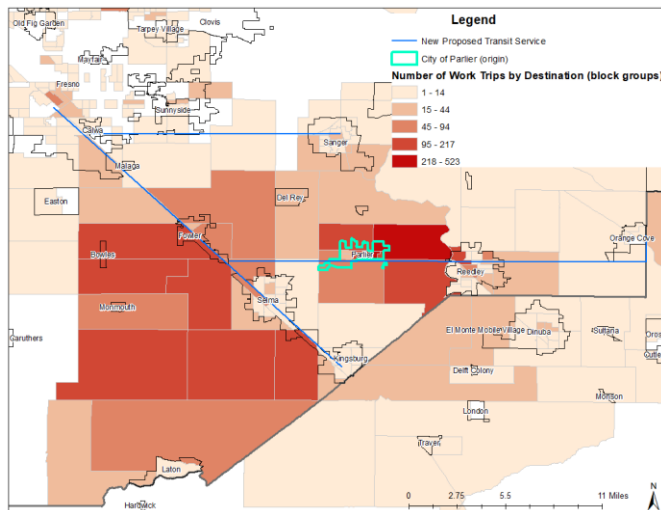 Old Fig Garden
Clovis
Tarpey Village
Mayfair
Fresno
Sunnyside
Calwa
Sanger
Malaga
Easton
Del Rey
Fowler
Bowles
Parlier
Reedley
Orange Cove
Selma
Monmouth
Caruthers
El Monte Mobile Village
Dinuba
Sultana
Oros
Cutle
Kingsburg
Delft Colony
Monson
London
Traver
Laton
Hardwick
Legend
New Proposed Transit Service
City of Parlier (origin)
Number of Work Trips by Destination (block groups)
1 - 14
15 - 44
45 - 94
95 - 217
218 - 523
N
0 2.75 5.5 11 Miles